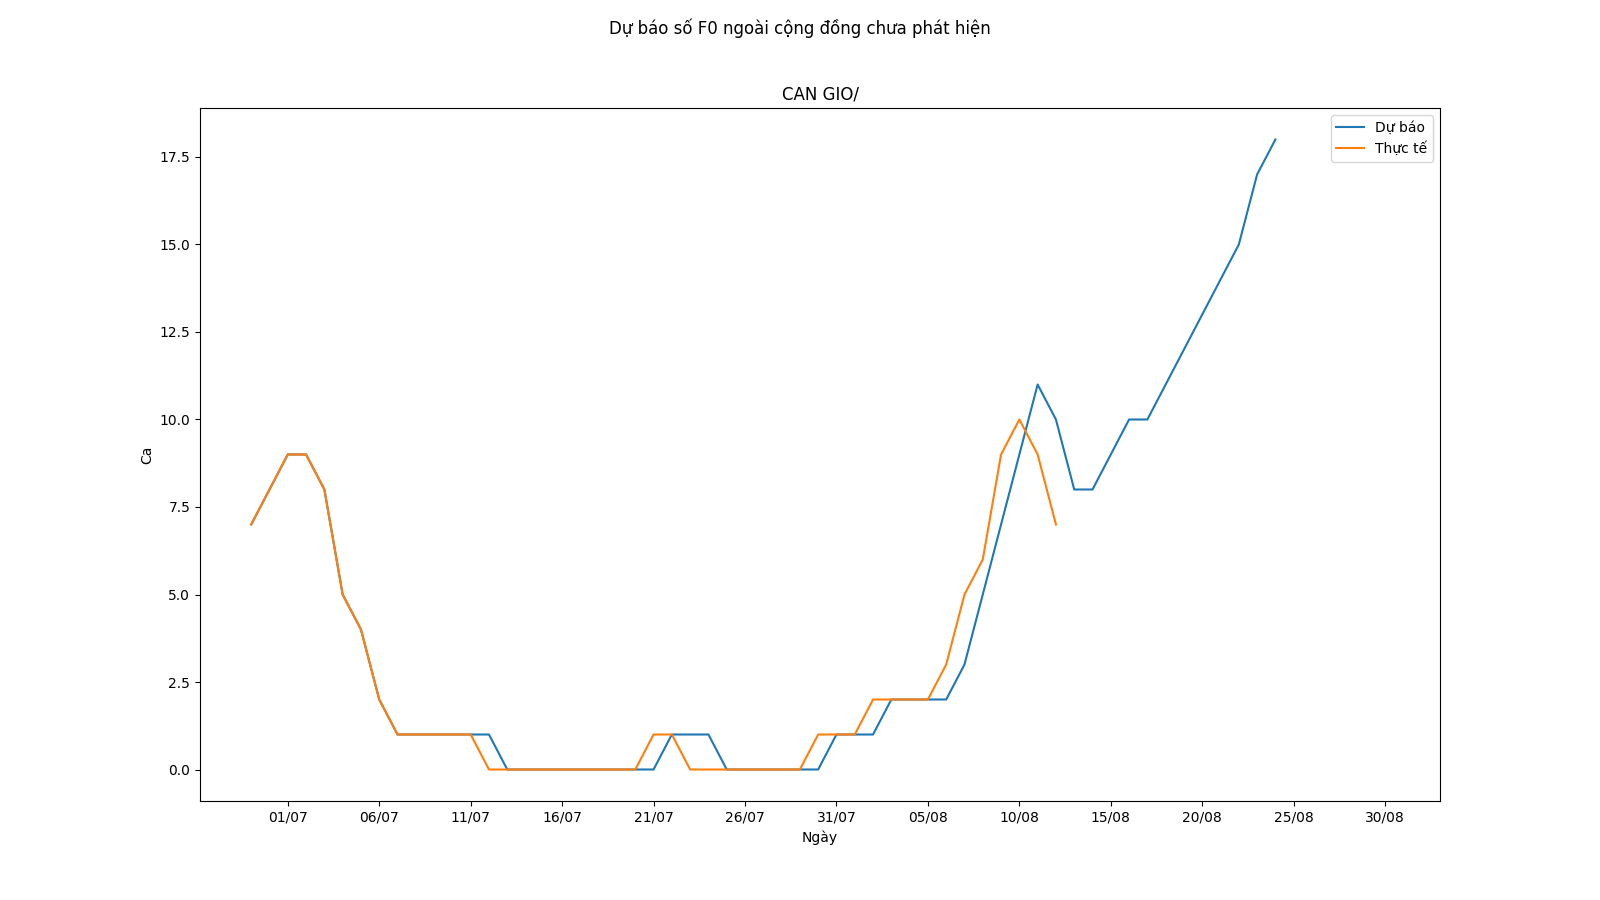 Dự báo số F0 ngoài cộng đồng chưa phát hiện
CAN GIO/
Dự báo
Thực tế
17.5
15.0
12.5
10.0
7.5
5.0
2.5
0.0
Ca
01/07 06/07 11/07 16/07 21/07 26/07 31/07 05/08 10/08 15/08 20/08 25/08 30/08
Ngày